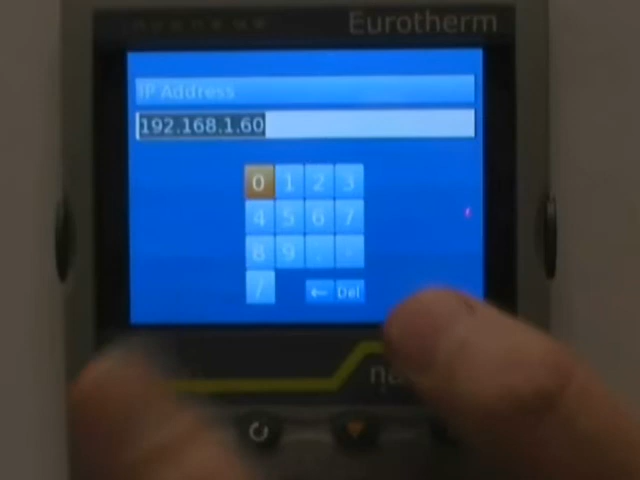 Eurotherm
IP Address
192.168.1.60
0 1 2 3
4 5 6 7
8 9 . -
/ ← Del